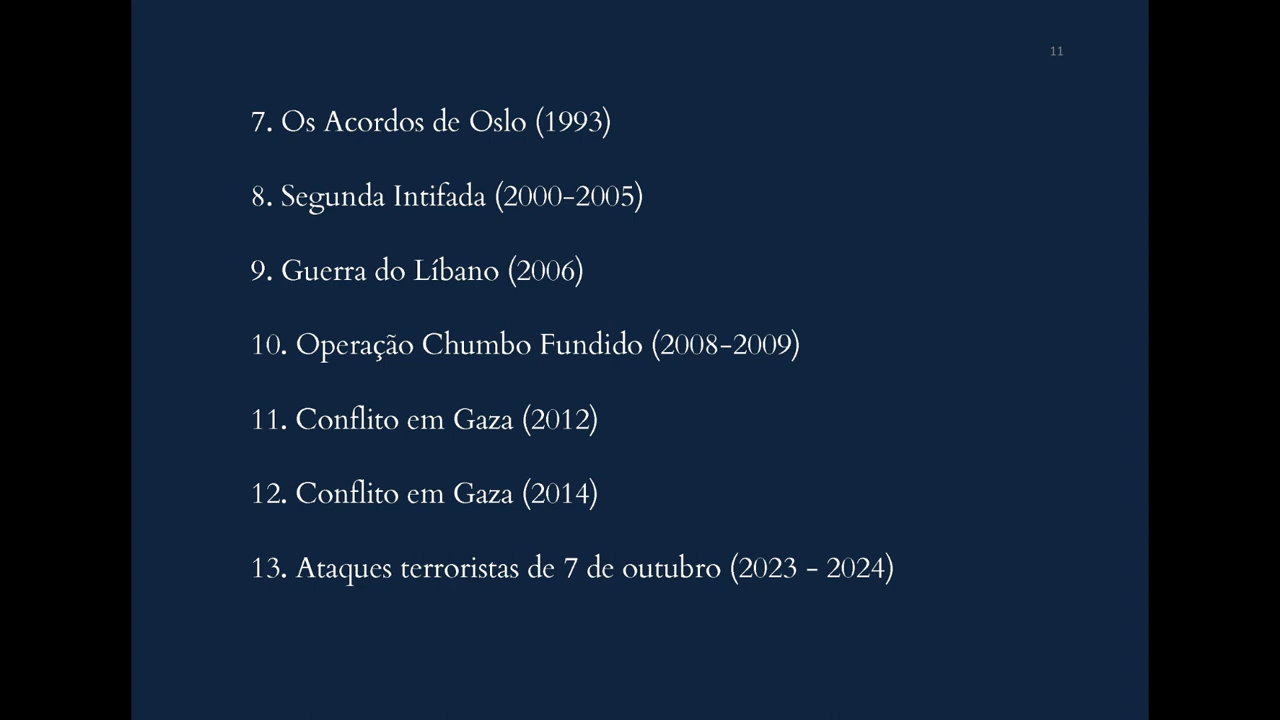 11
7. Os Acordos de Oslo (1993)
8. Segunda Intifada (2000-2005)
9. Guerra do Líbano (2006)
10. Operação Chumbo Fundido (2008-2009)
11. Conflito em Gaza (2012)
12. Conflito em Gaza (2014)
13. Ataques terroristas de 7 de outubro (2023 - 2024)